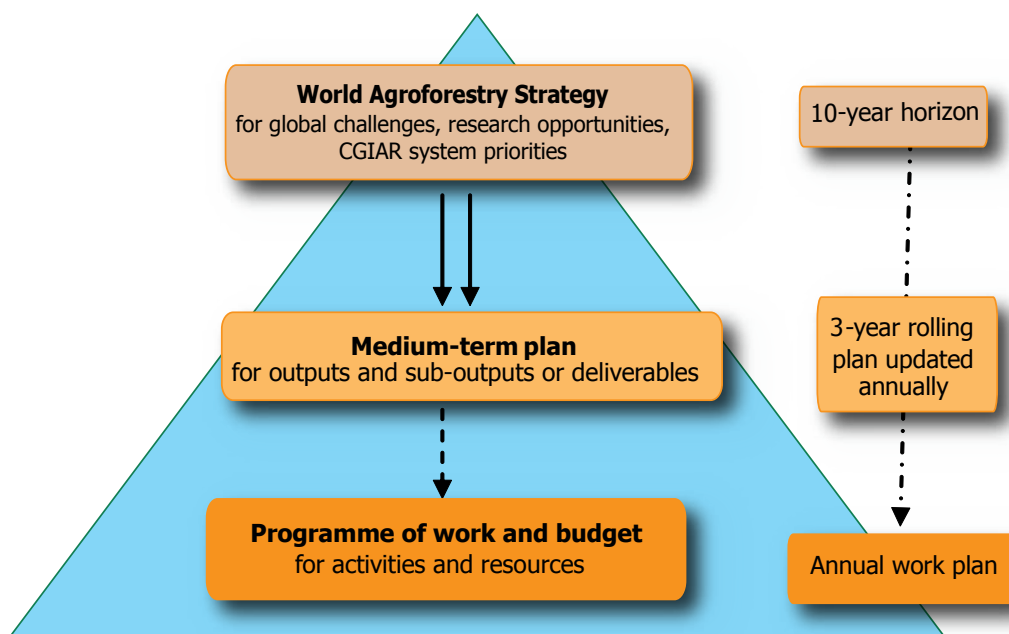 World Agroforestry Strategy
for global challenges, research opportunities,
CGIAR system priorities
10-year horizon
Medium-term plan
for outputs and sub-outputs or deliverables
3-year rolling
plan updated
annually
Programme of work and budget
for activities and resources
Annual work plan